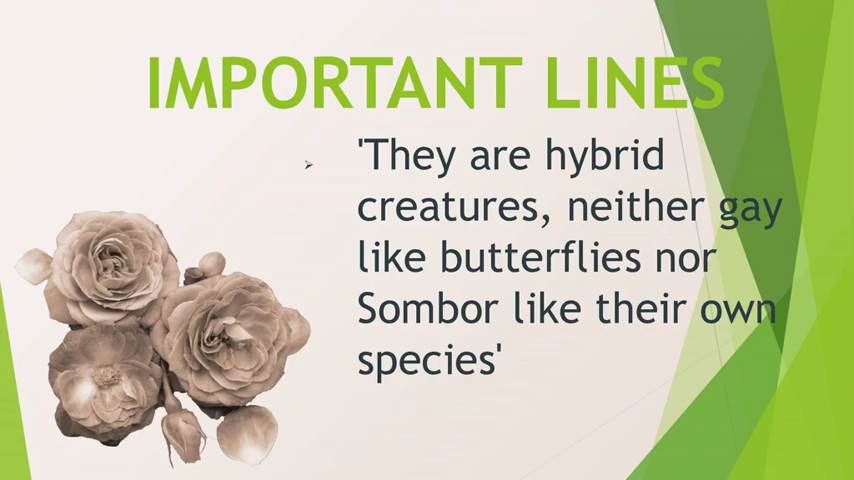 IMPORTANT LINES
'They are hybrid
creatures, neither gay
like butterflies nor
Sombor like their own
species'